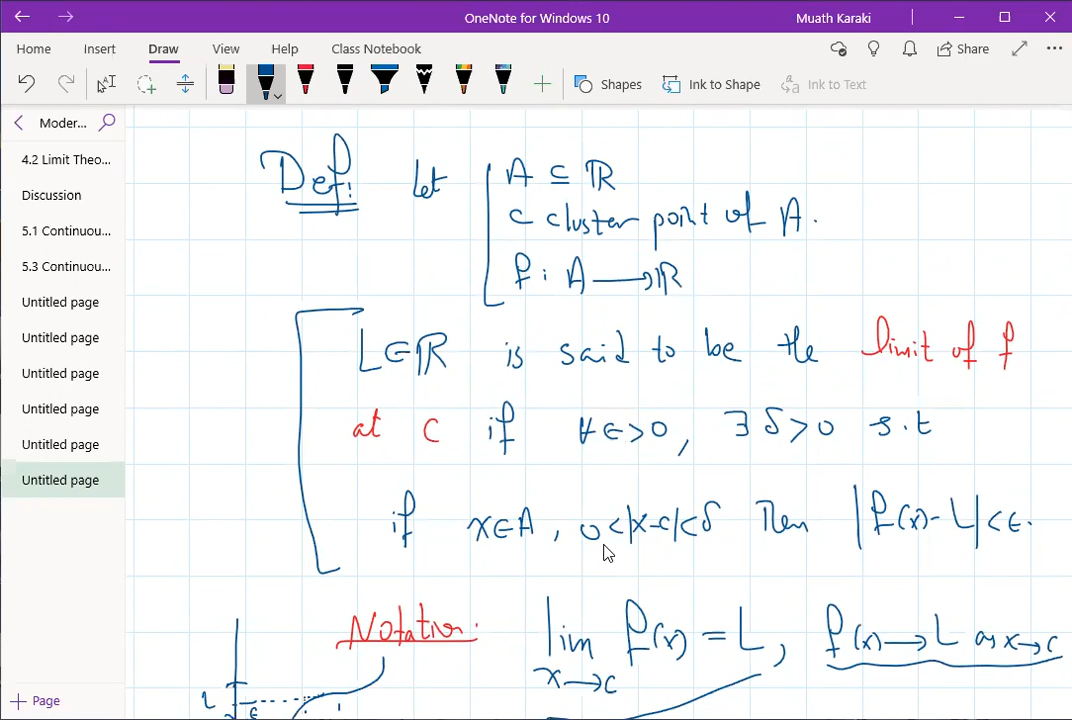 OneNote for Windows 10
Muath Karaki
Home Insert Draw View Help Class Notebook
Share
Shapes
Ink to Shape
Ink to Text
Moder...
4.2 Limit Theo...
Discussion
5.1 Continuou...
5.3 Continuou...
Untitled page
Untitled page
Untitled page
Untitled page
Untitled page
Untitled page
Page
Def: let A ⊆ ℝ
c cluster point of A.
f : A → ℝ
L ∈ ℝ is said to be the limit of f
at c if ∀ ϵ > 0, ∃ δ > 0 s.t
if x ∈ A, 0 < |x-c| < δ Then |f(x) - L| < ϵ.
Notation: lim f(x) = L, f(x) → L as x → c
x → c
L
ϵ